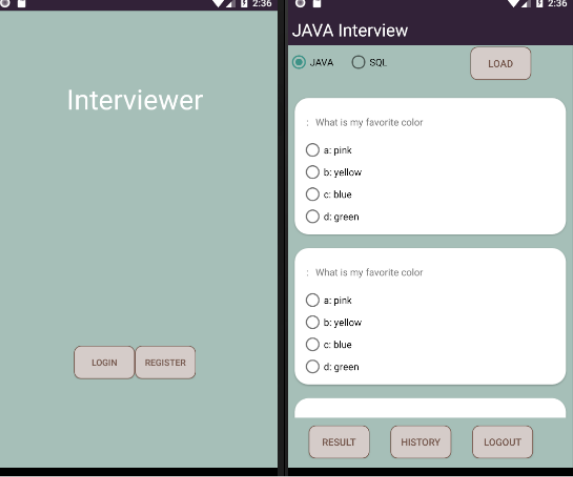 2:36
Interviewer
LOGIN
REGISTER
2:36
JAVA Interview
JAVA
SQL
LOAD
: What is my favorite color
a: pink
b: yellow
c: blue
d: green
: What is my favorite color
a: pink
b: yellow
c: blue
d: green
RESULT
HISTORY
LOGOUT